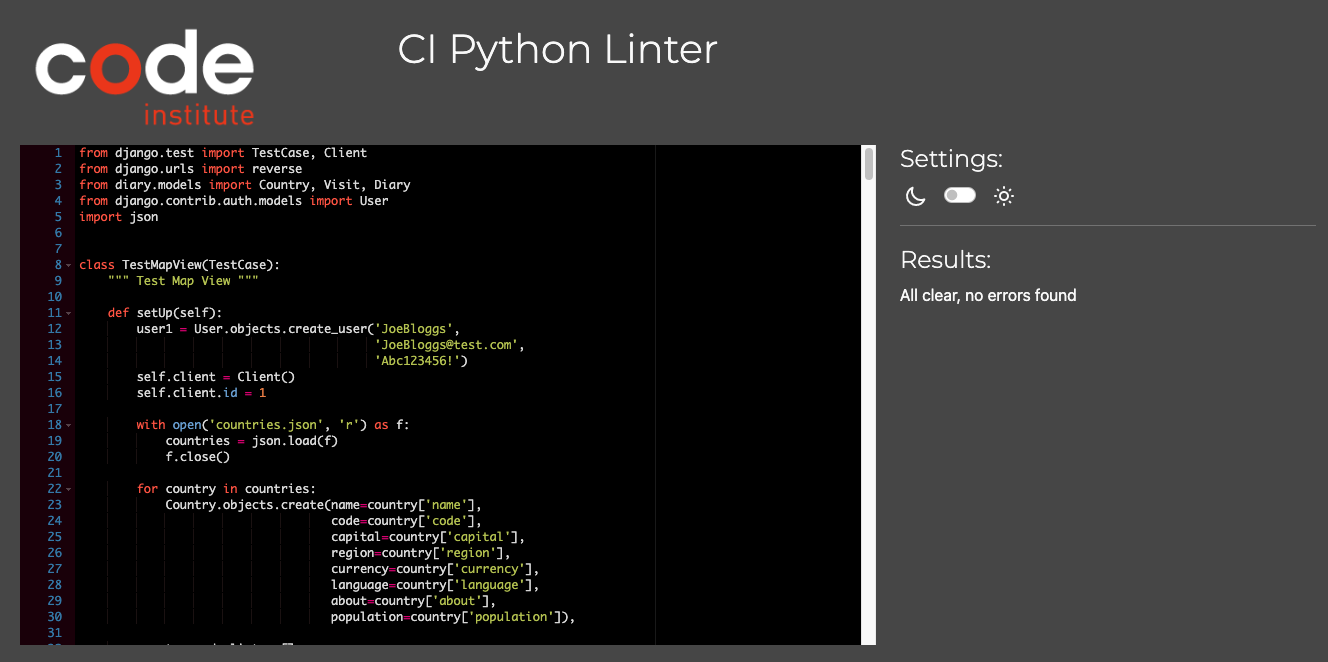 code
institute
CI Python Linter
1 from django.test import TestCase, Client
2 from django.urls import reverse
3 from diary.models import Country, Visit, Diary
4 from django.contrib.auth.models import User
5 import json
6
7
8 class TestMapView(TestCase):
9     """ Test Map View """
10
11     def setUp(self):
12         user1 = User.objects.create_user('JoeBloggs',
13                                          'JoeBloggs@test.com',
14                                          'Abc123456!')
15         self.client = Client()
16         self.client.id = 1
17
18         with open('countries.json', 'r') as f:
19             countries = json.load(f)
20             f.close()
21
22         for country in countries:
23             Country.objects.create(name=country['name'],
24                                    code=country['code'],
25                                    capital=country['capital'],
26                                    region=country['region'],
27                                    currency=country['currency'],
28                                    language=country['language'],
29                                    about=country['about'],
30                                    population=country['population']),
31
Settings:
Results:
All clear, no errors found